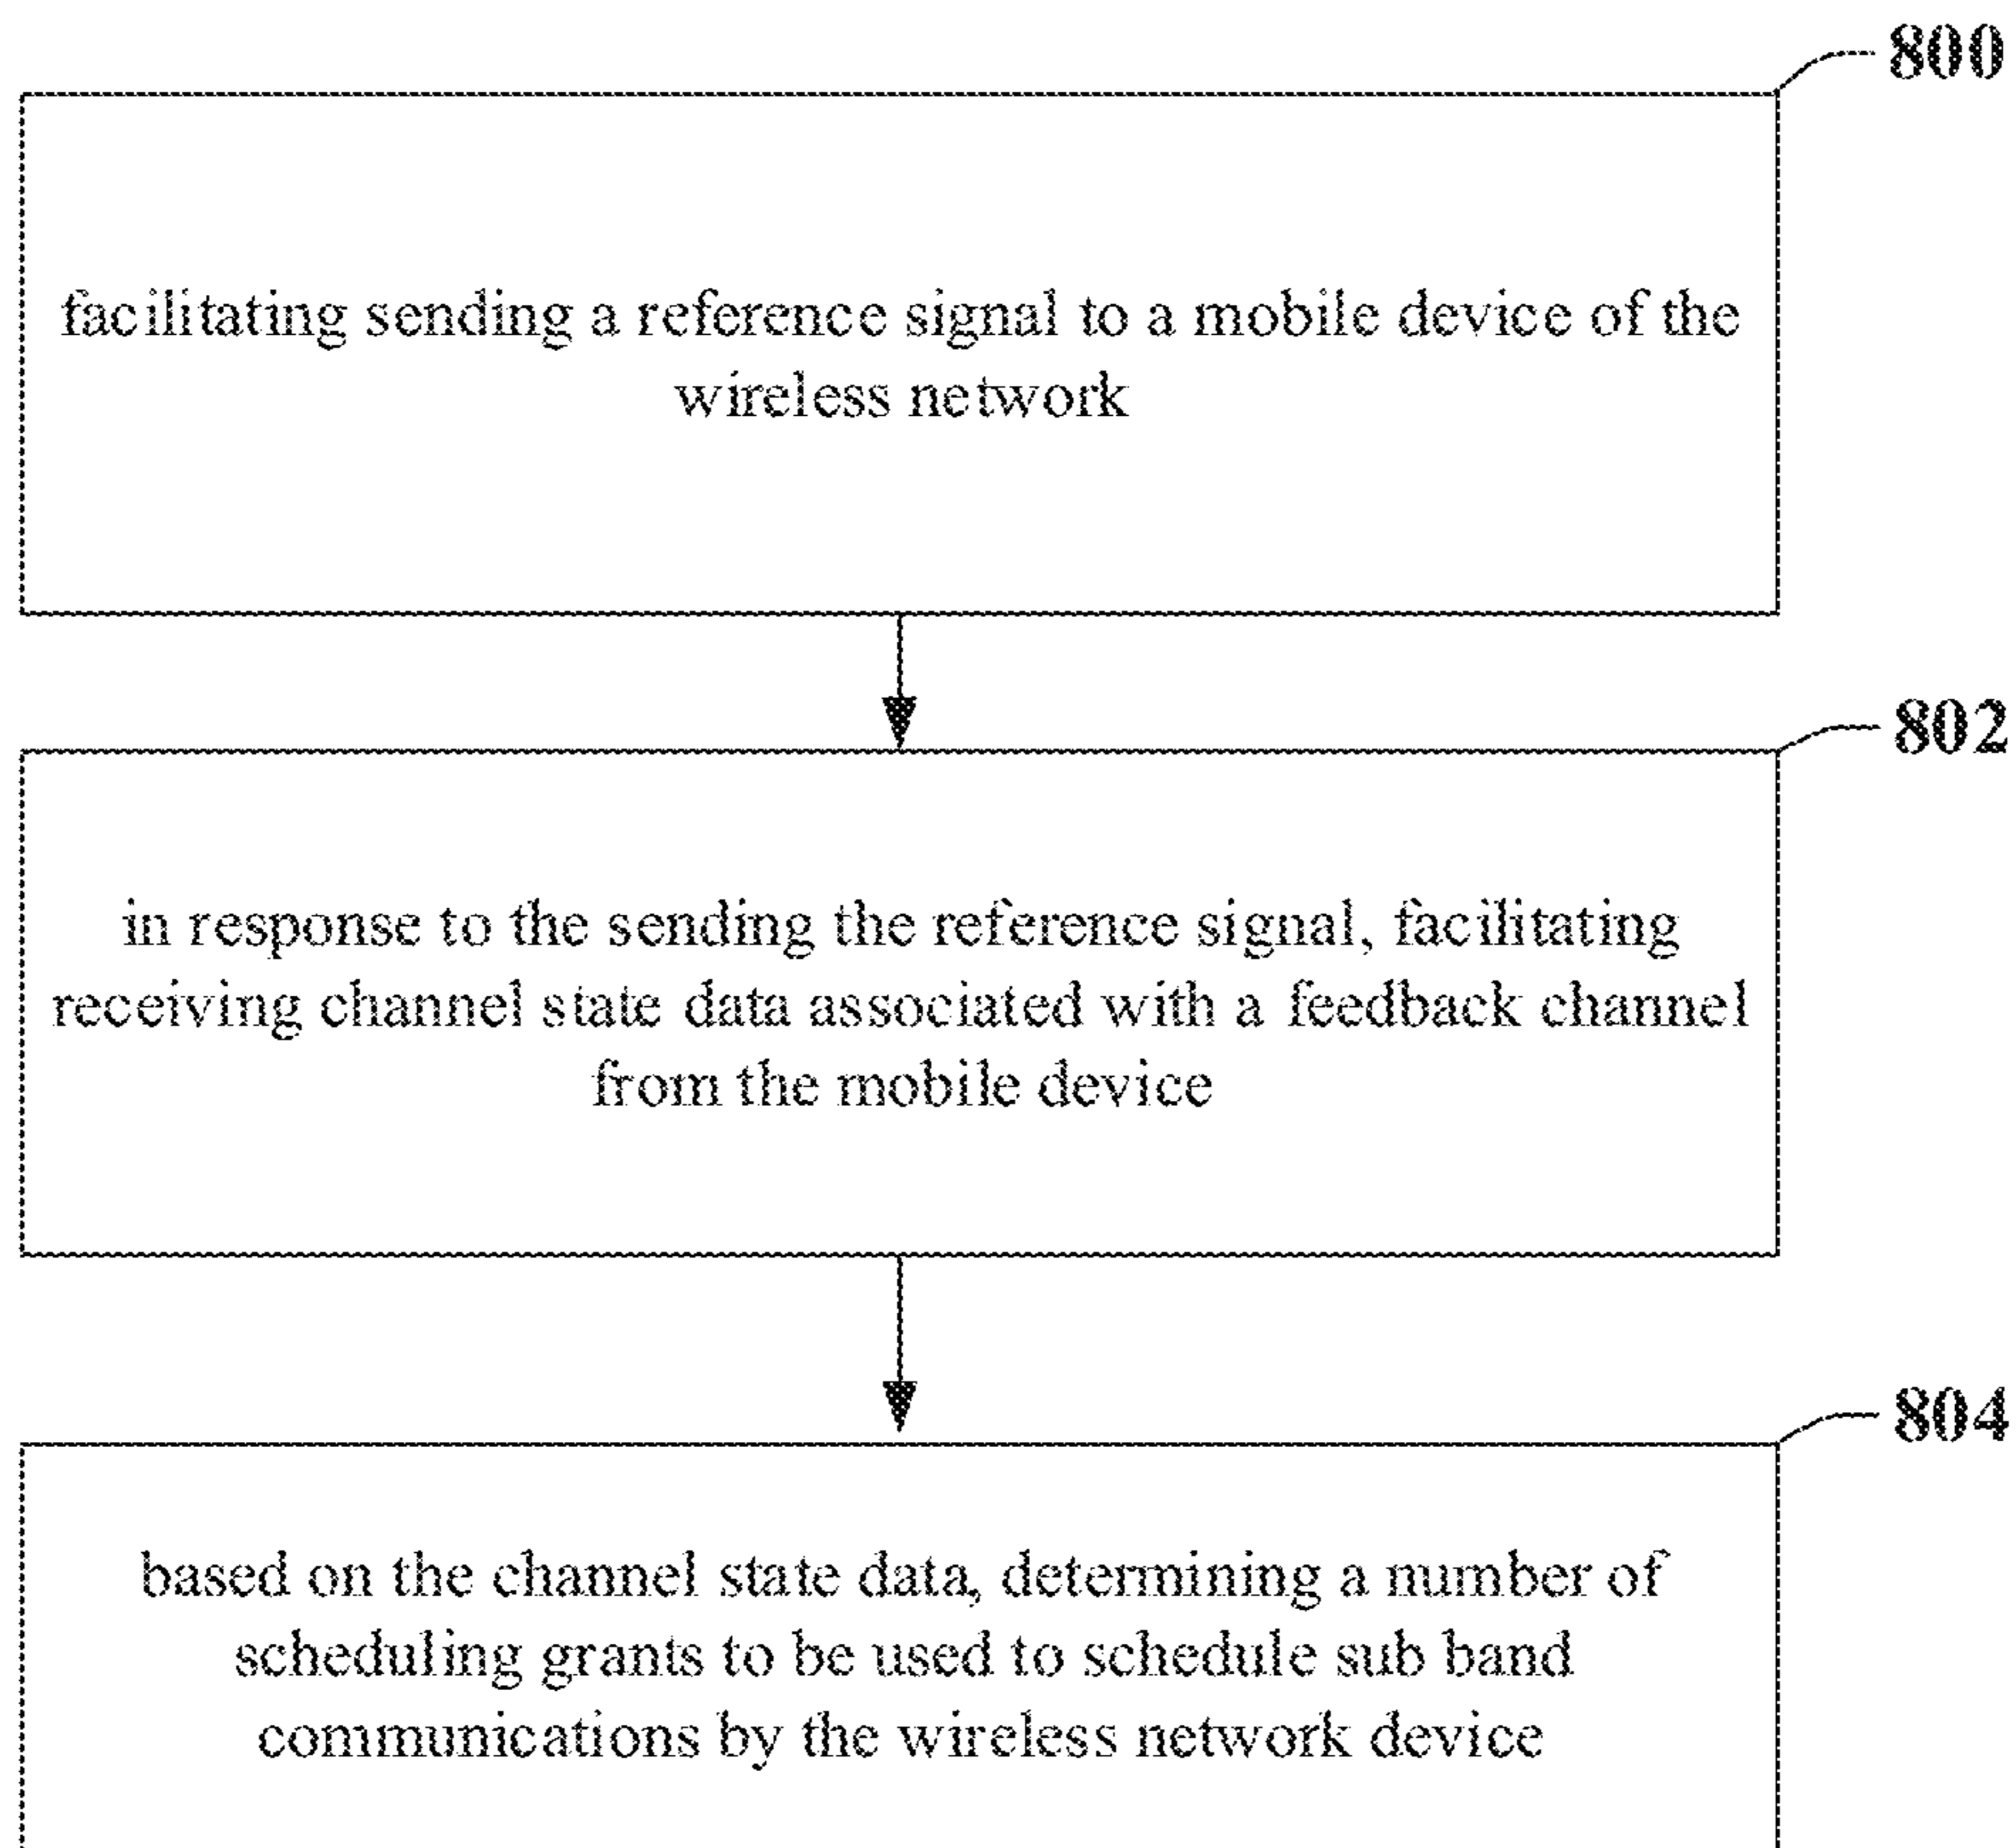 800
facilitating sending a reference signal to a mobile device of the
wireless network
802
in response to the sending the reference signal, facilitating
receiving channel state data associated with a feedback channel
from the mobile device
804
based on the channel state data, determining a number of
scheduling grants to be used to schedule sub band
communications by the wireless network device